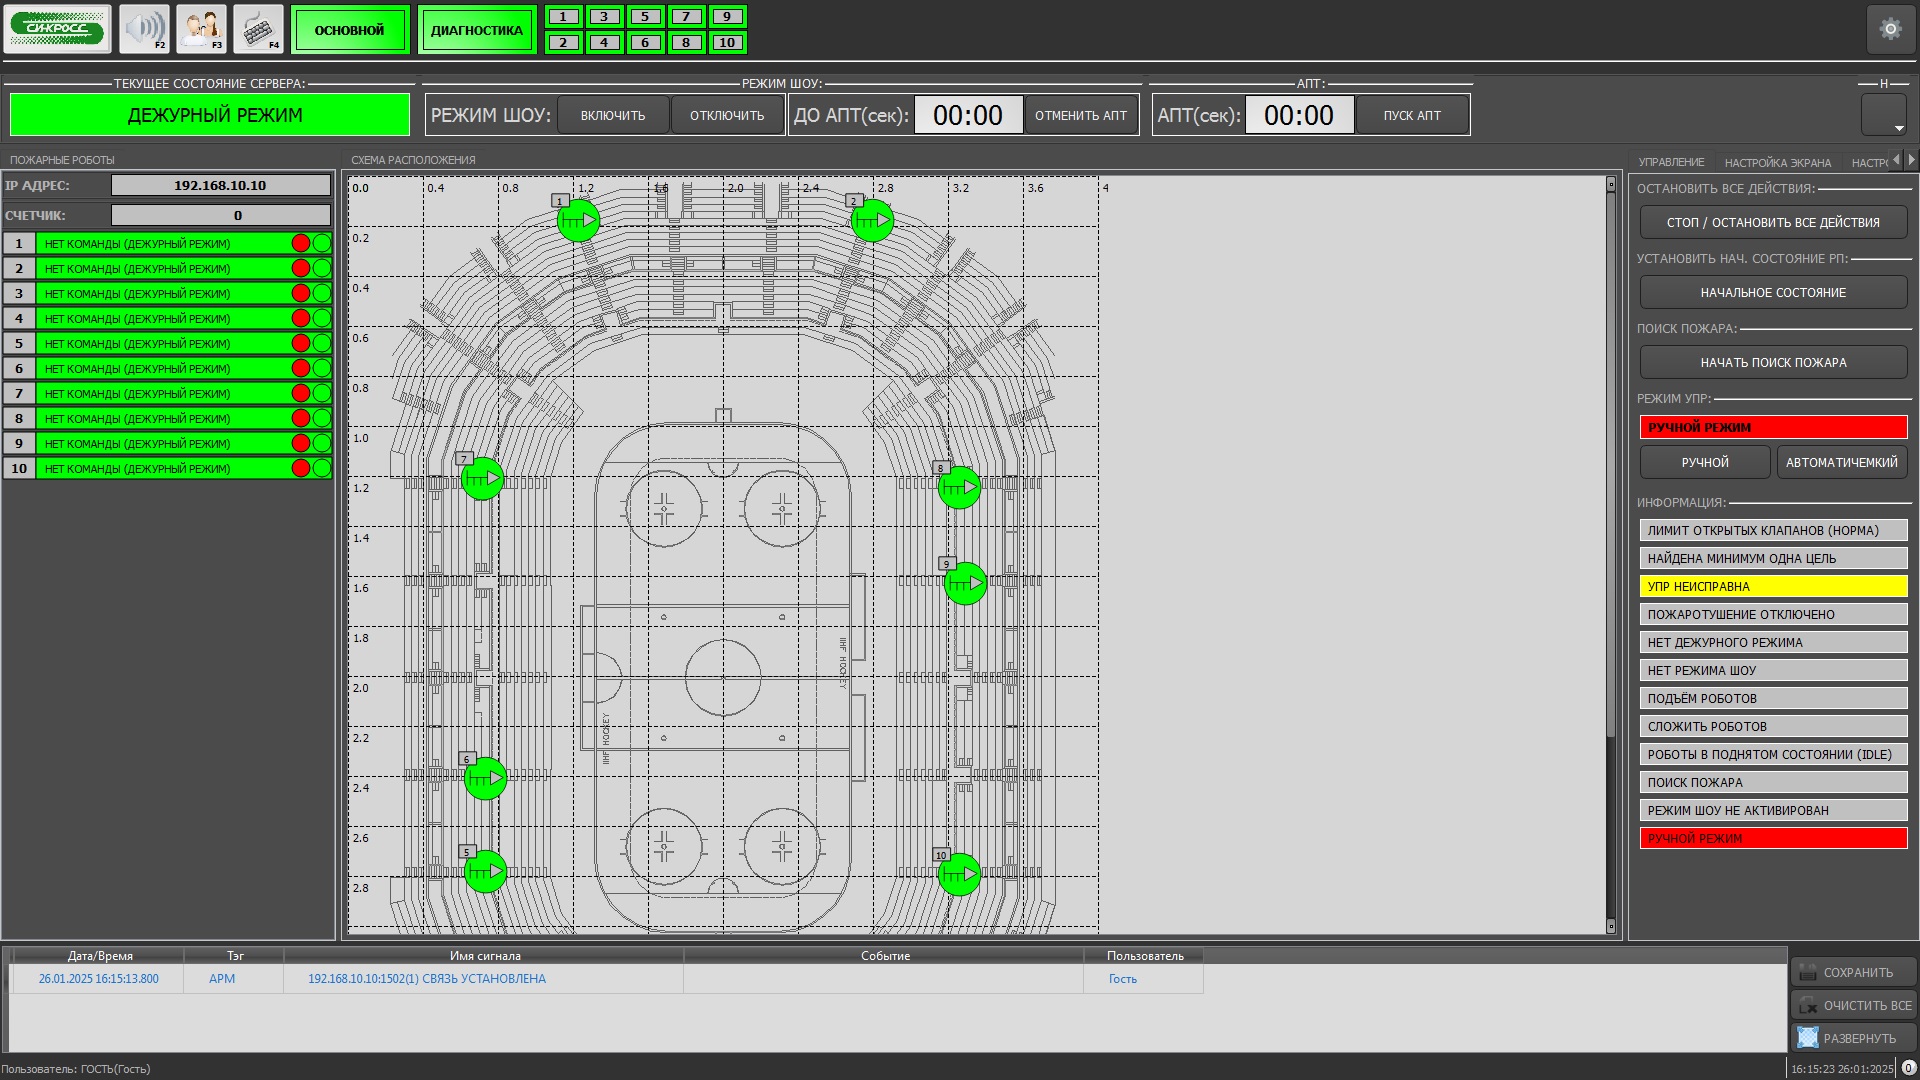 СИКРОСС
F2
F3
F4
ОСНОВНОЙ
ДИАГНОСТИКА
1 3 5 7 9
2 4 6 8 10
ТЕКУЩЕЕ СОСТОЯНИЕ СЕРВЕРА:
РЕЖИМ ШОУ:
АПТ:
Н
ДЕЖУРНЫЙ РЕЖИМ
РЕЖИМ ШОУ:
ВКЛЮЧИТЬ
ОТКЛЮЧИТЬ
ДО АПТ(сек):
00:00
ОТМЕНИТЬ АПТ
АПТ(сек):
00:00
ПУСК АПТ
ПОЖАРНЫЕ РОБОТЫ
IP АДРЕС: 192.168.10.10
СЧЕТЧИК: 0
1 НЕТ КОМАНДЫ (ДЕЖУРНЫЙ РЕЖИМ)
2 НЕТ КОМАНДЫ (ДЕЖУРНЫЙ РЕЖИМ)
3 НЕТ КОМАНДЫ (ДЕЖУРНЫЙ РЕЖИМ)
4 НЕТ КОМАНДЫ (ДЕЖУРНЫЙ РЕЖИМ)
5 НЕТ КОМАНДЫ (ДЕЖУРНЫЙ РЕЖИМ)
6 НЕТ КОМАНДЫ (ДЕЖУРНЫЙ РЕЖИМ)
7 НЕТ КОМАНДЫ (ДЕЖУРНЫЙ РЕЖИМ)
8 НЕТ КОМАНДЫ (ДЕЖУРНЫЙ РЕЖИМ)
9 НЕТ КОМАНДЫ (ДЕЖУРНЫЙ РЕЖИМ)
10 НЕТ КОМАНДЫ (ДЕЖУРНЫЙ РЕЖИМ)
СХЕМА РАСПОЛОЖЕНИЯ
0.0 0.4 0.8 1.2 1.6 2.0 2.4 2.8 3.2 3.6 4
1
2
0.2
0.4
0.6
0.8
1.0
7
8
1.2
1.4
9
1.6
1.8
IIHF HOCKEY
2.0
IIHF HOCKEY
2.2
6
2.4
2.6
5
10
2.8
УПРАВЛЕНИЕ
НАСТРОЙКА ЭКРАНА
НАСТРО
ОСТАНОВИТЬ ВСЕ ДЕЙСТВИЯ:
СТОП / ОСТАНОВИТЬ ВСЕ ДЕЙСТВИЯ
УСТАНОВИТЬ НАЧ. СОСТОЯНИЕ РП:
НАЧАЛЬНОЕ СОСТОЯНИЕ
ПОИСК ПОЖАРА:
НАЧАТЬ ПОИСК ПОЖАРА
РЕЖИМ УПР:
РУЧНОЙ РЕЖИМ
РУЧНОЙ
АВТОМАТИЧЕМКИЙ
ИНФОРМАЦИЯ:
ЛИМИТ ОТКРЫТЫХ КЛАПАНОВ (НОРМА)
НАЙДЕНА МИНИМУМ ОДНА ЦЕЛЬ
УПР НЕИСПРАВНА
ПОЖАРОТУШЕНИЕ ОТКЛЮЧЕНО
НЕТ ДЕЖУРНОГО РЕЖИМА
НЕТ РЕЖИМА ШОУ
ПОДЪЁМ РОБОТОВ
СЛОЖИТЬ РОБОТОВ
РОБОТЫ В ПОДНЯТОМ СОСТОЯНИИ (IDLE)
ПОИСК ПОЖАРА
РЕЖИМ ШОУ НЕ АКТИВИРОВАН
РУЧНОЙ РЕЖИМ
Дата/Время Тэг Имя сигнала Событие Пользователь
26.01.2025 16:15:13.800 АРМ 192.168.10.10:1502(1) СВЯЗЬ УСТАНОВЛЕНА Гость
СОХРАНИТЬ
ОЧИСТИТЬ ВСЕ
РАЗВЕРНУТЬ
Пользователь: ГОСТЬ(Гость)
16:15:23 26:01:2025
0